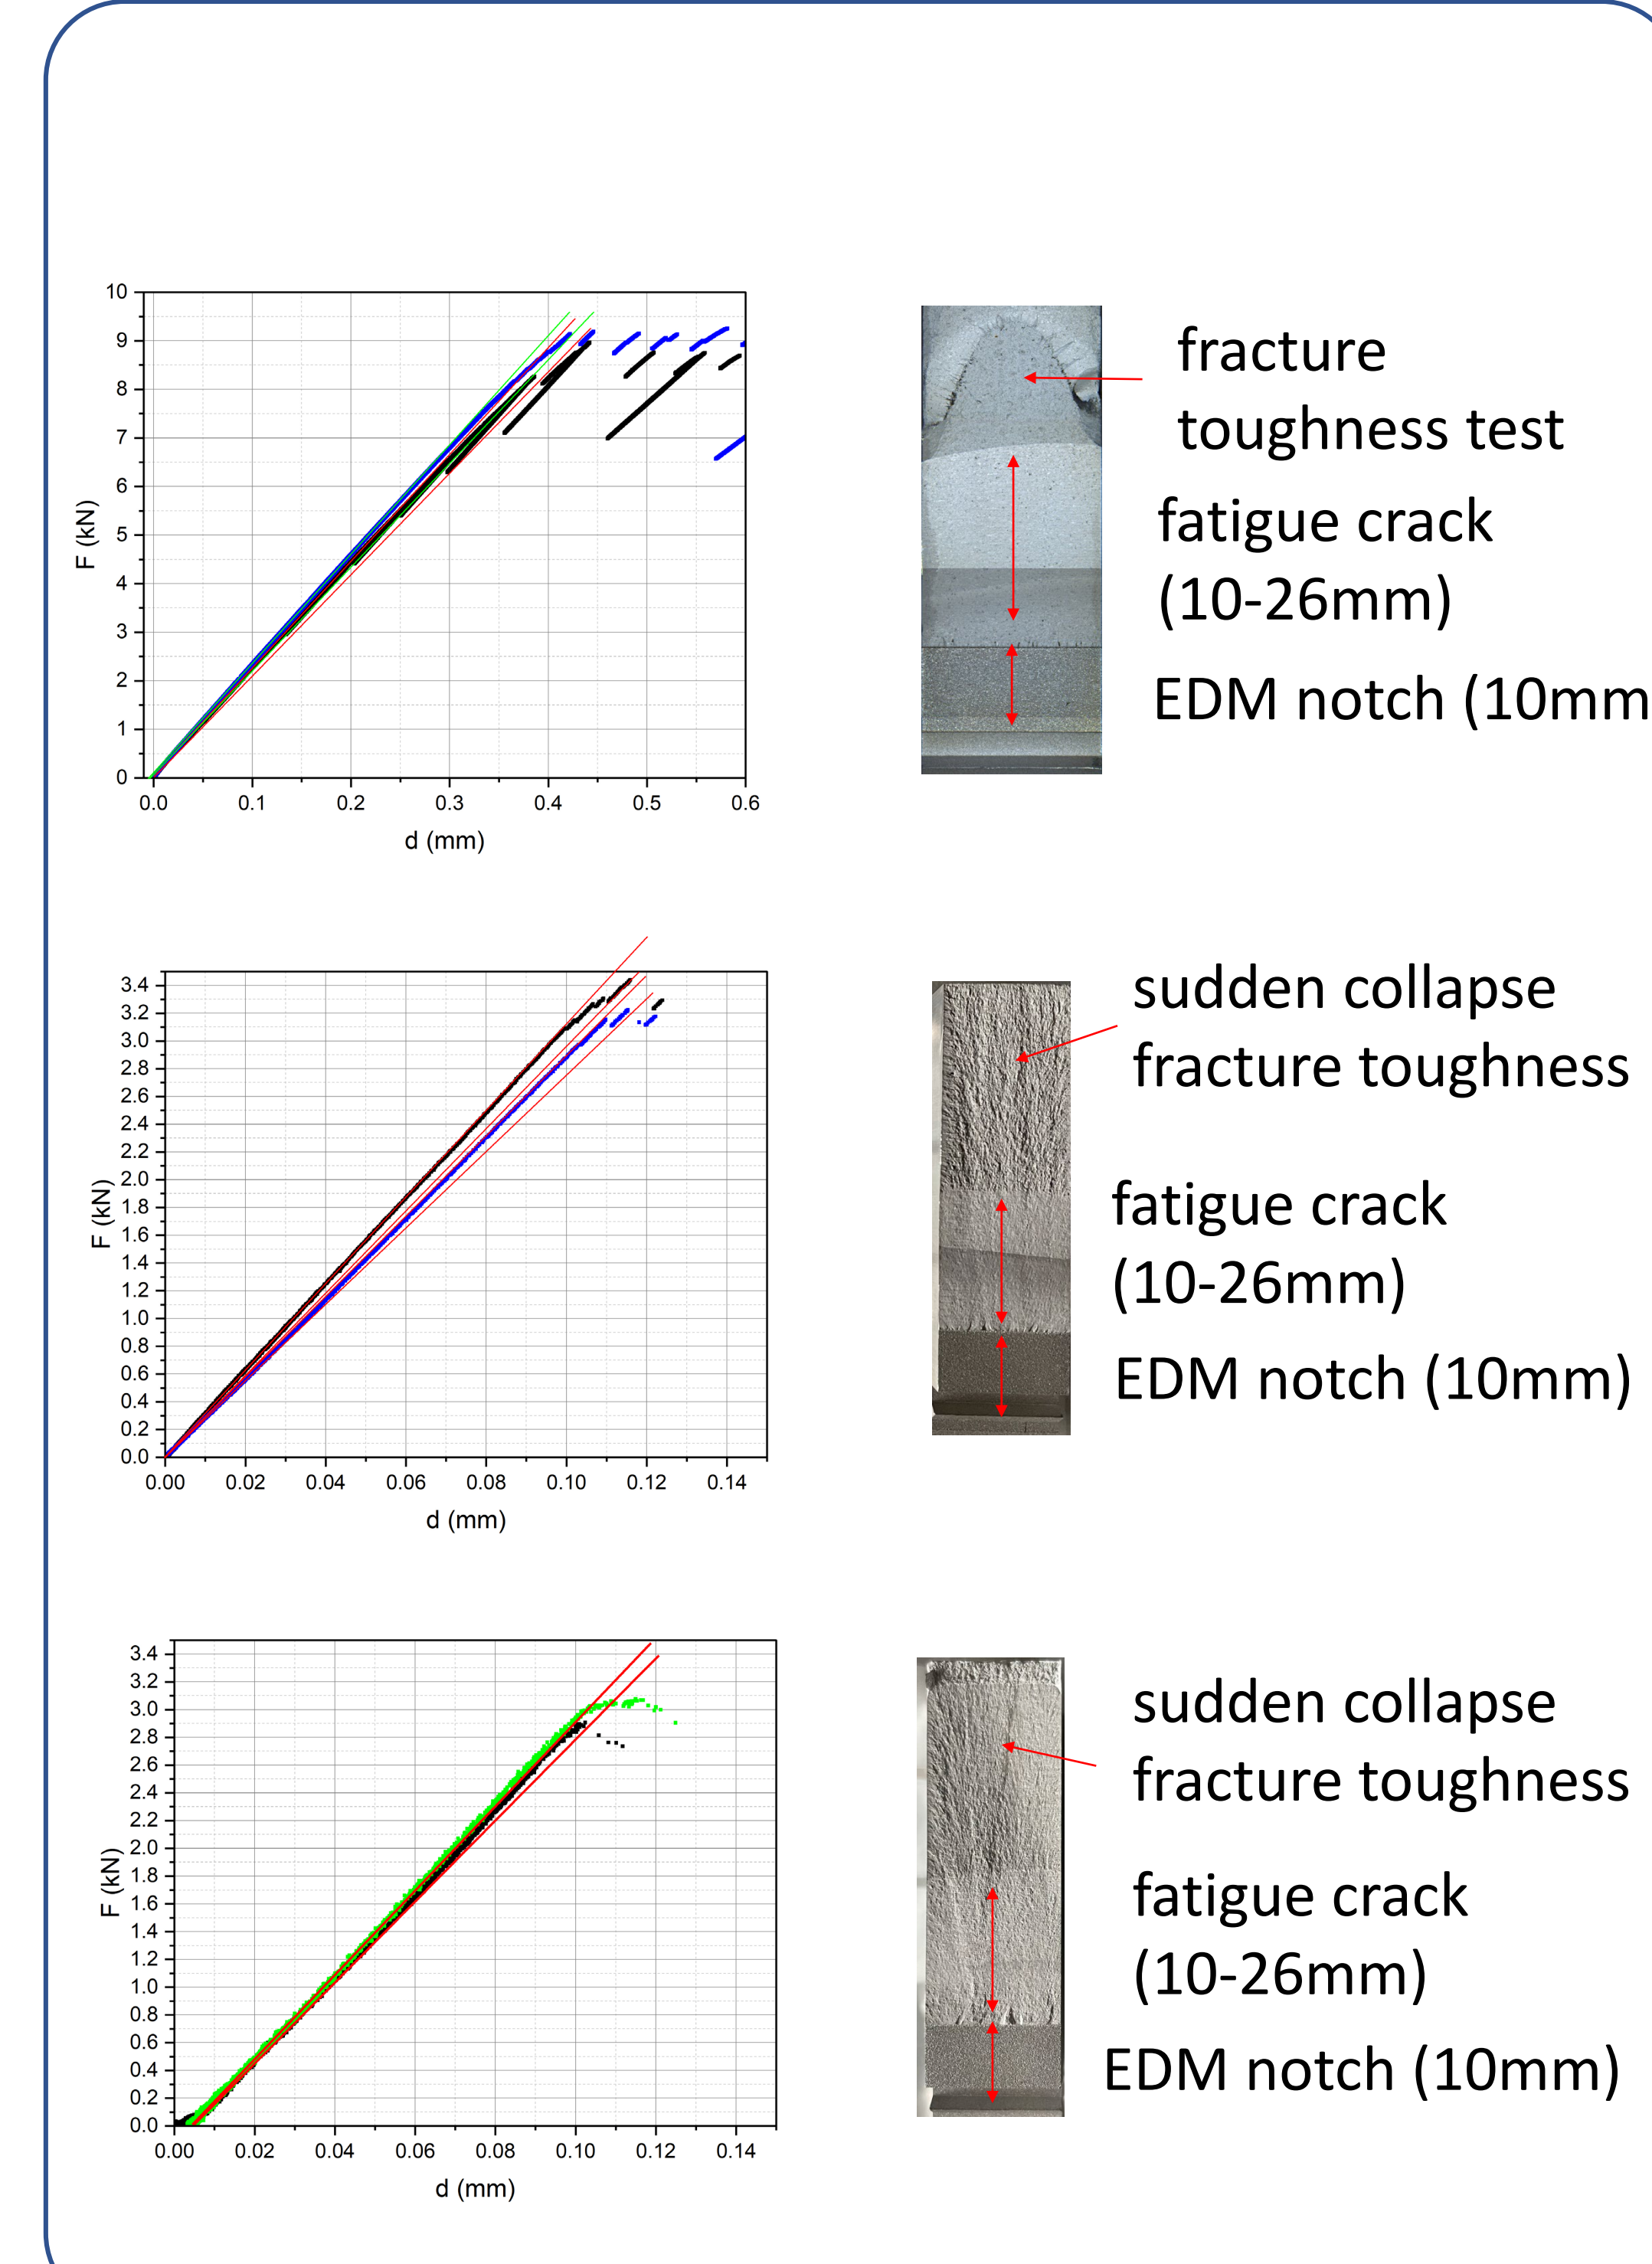 10
9
8
7
6
5
4
3
2
1
0
F (kN)
0.0 0.1 0.2 0.3 0.4 0.5 0.6
d (mm)
fracture
toughness test
fatigue crack
(10-26mm)
EDM notch (10mm
3.4
3.2
3.0
2.8
2.6
2.4
2.2
2.0
1.8
1.6
1.4
1.2
1.0
0.8
0.6
0.4
0.2
0.0
F (kN)
0.00 0.02 0.04 0.06 0.08 0.10 0.12 0.14
d (mm)
sudden collapse
fracture toughness
fatigue crack
(10-26mm)
EDM notch (10mm)
3.4
3.2
3.0
2.8
2.6
2.4
2.2
2.0
1.8
1.6
1.4
1.2
1.0
0.8
0.6
0.4
0.2
0.0
F (kN)
0.00 0.02 0.04 0.06 0.08 0.10 0.12 0.14
d (mm)
sudden collapse
fracture toughness
fatigue crack
(10-26mm)
EDM notch (10mm)